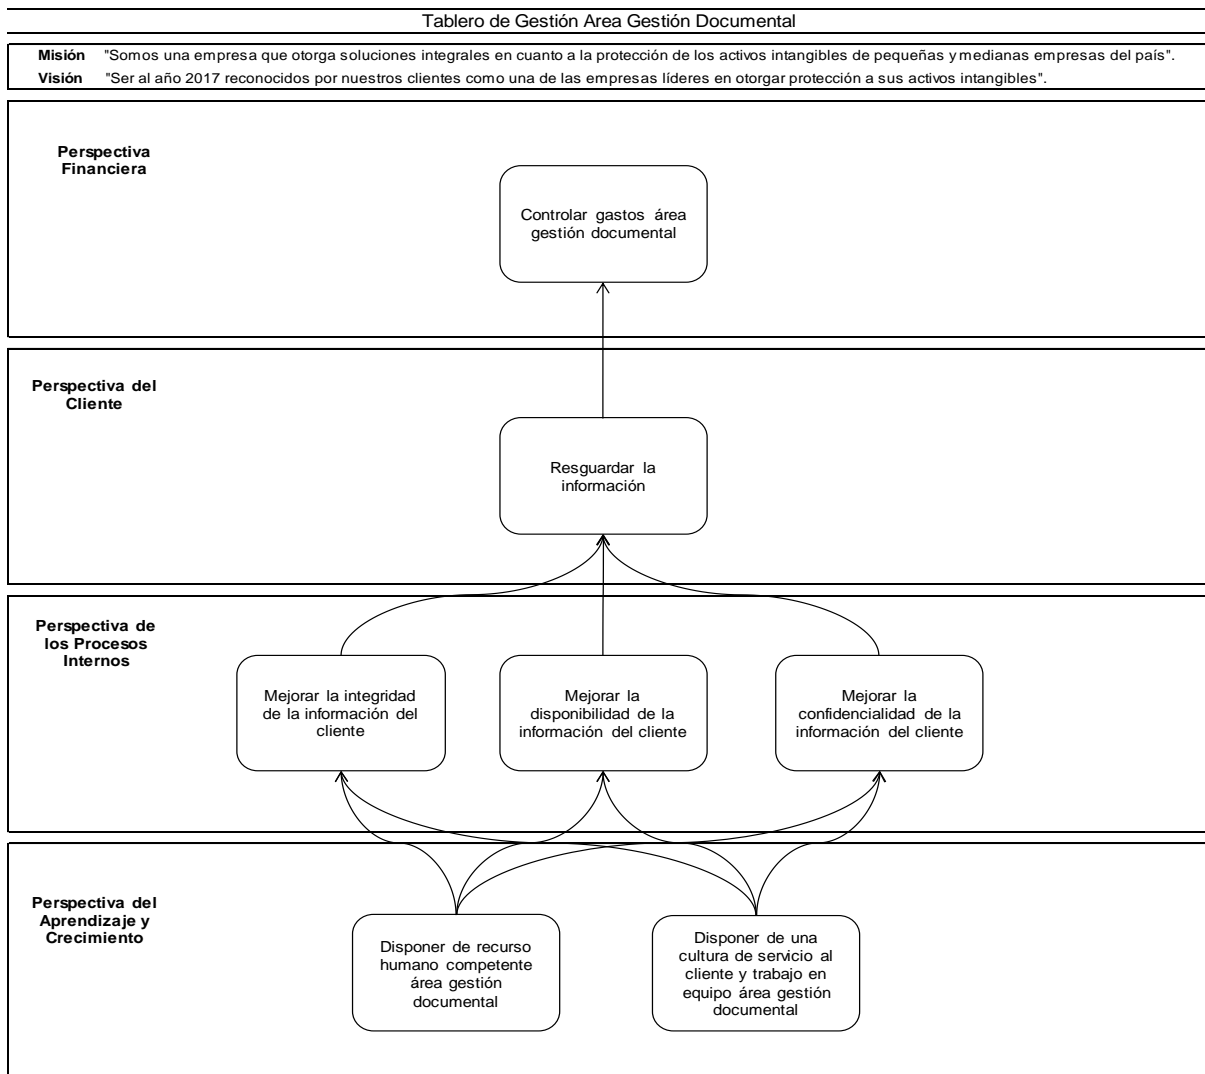 Tablero de Gestión Area Gestión Documental
Misión "Somos una empresa que otorga soluciones integrales en cuanto a la protección de los activos intangibles de pequeñas y medianas empresas del país".
Visión "Ser al año 2017 reconocidos por nuestros clientes como una de las empresas líderes en otorgar protección a sus activos intangibles".
Perspectiva
Financiera
Controlar gastos área
gestión documental
Perspectiva del
Cliente
Resguardar la
información
Perspectiva de
los Procesos
Internos
Mejorar la integridad
de la información del
cliente
Mejorar la
disponibilidad de la
información del cliente
Mejorar la
confidencialidad de la
información del cliente
Perspectiva del
Aprendizaje y
Crecimiento
Disponer de recurso
humano competente
área gestión
documental
Disponer de una
cultura de servicio al
cliente y trabajo en
equipo área gestión
documental